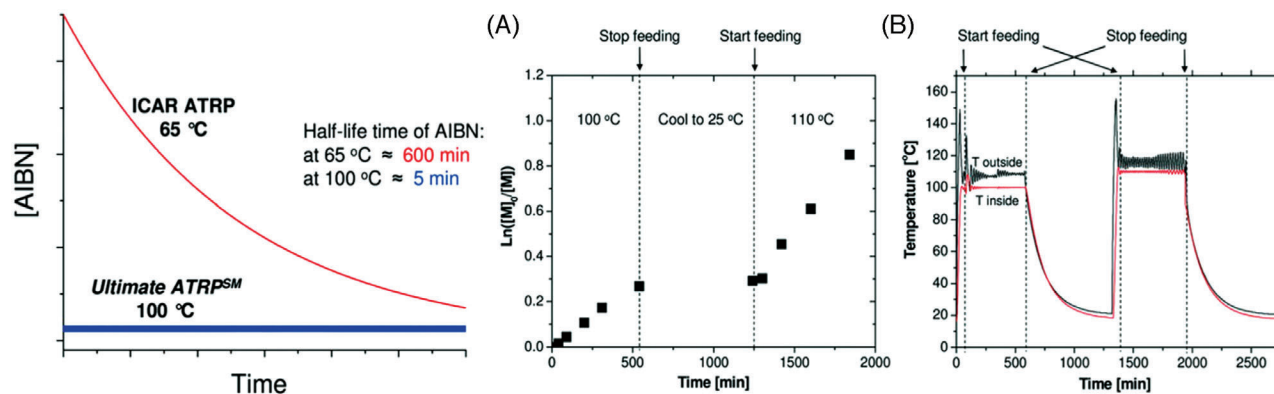 ICAR ATRP
65 °C
Half-life time of AIBN:
at 65 °C ≈ 600 min
at 100 °C ≈ 5 min
Ultimate ATRP^SM
100 °C
[AIBN]
Time
(A)
Stop feeding
Start feeding
1.2
1.0
0.8
0.6
0.4
0.2
0.0
100 °C
Cool to 25 °C
110 °C
Ln([M]₀/[M])
0
500
1000
1500
2000
Time [min]
(B)
Start feeding
Stop feeding
160
140
120
100
80
60
40
20
0
T outside
T inside
Temperature [°C]
0
500
1000
1500
2000
2500
Time [min]